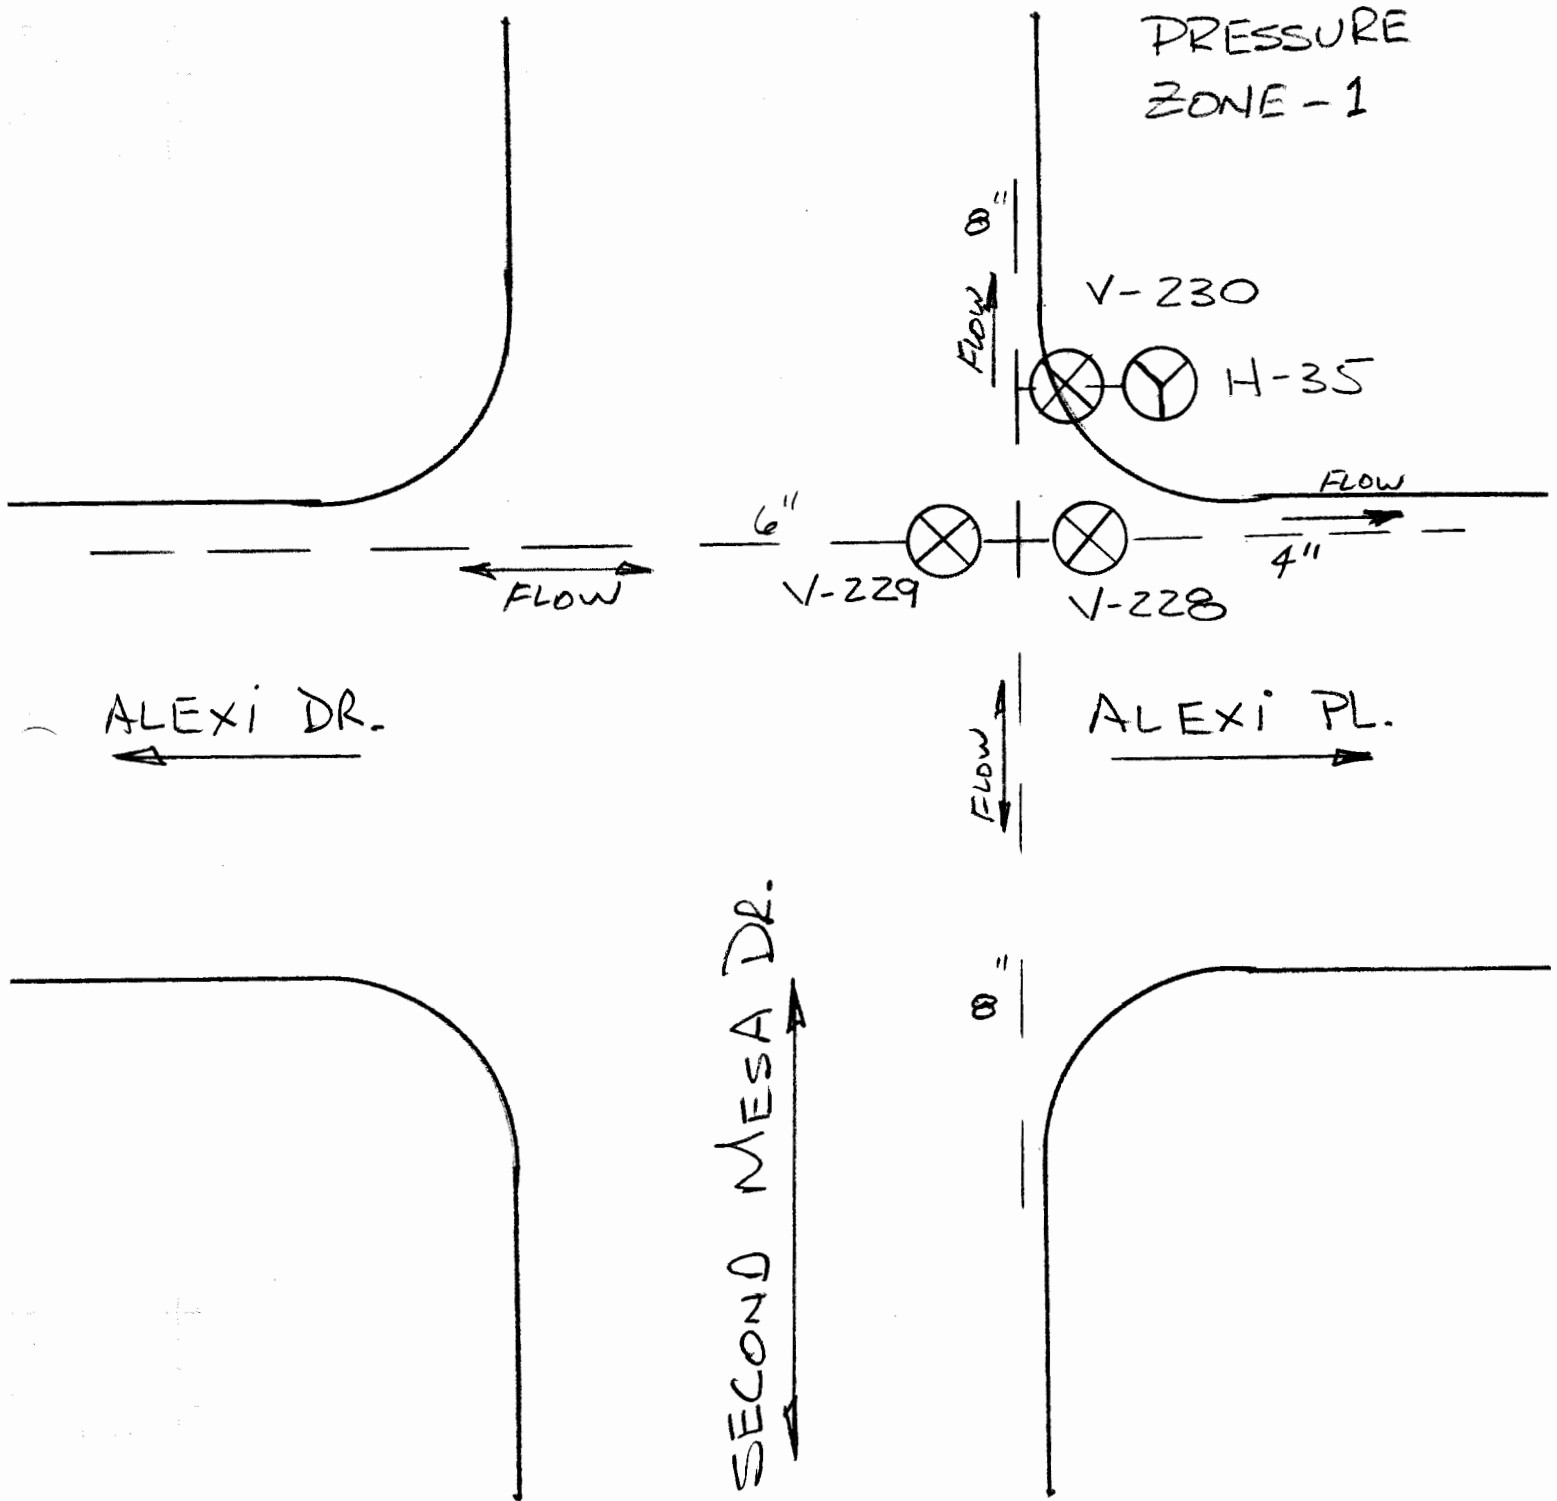 PRESSURE
ZONE - 1
8"
FLOW
V-230
H-35
FLOW
6"
4"
FLOW
V-229
V-228
ALEXi DR.
FLOW
ALEXi PL.
SECOND MESA DR.
8"